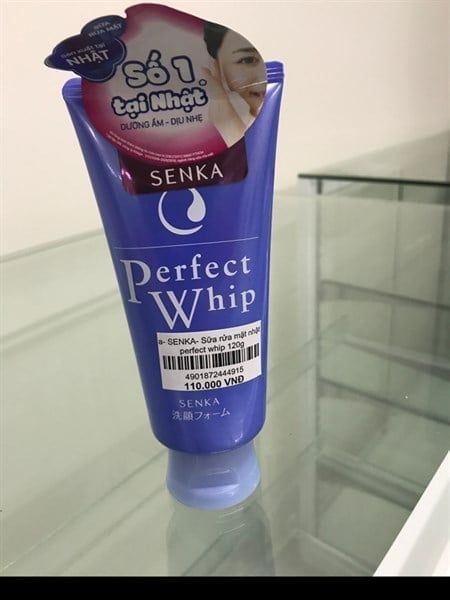 SỮA
RỬA MẶT
sản xuất tại
NHẬT
Số 1
tại Nhật
DƯỠNG ẨM - DỊU NHẸ
SENKA
Perfect
Whip
a- SENKA- Sữa rửa mặt nhật
perfect whip 120g
4901872444915
110.000 VNĐ
SENKA
洗顔フォーム